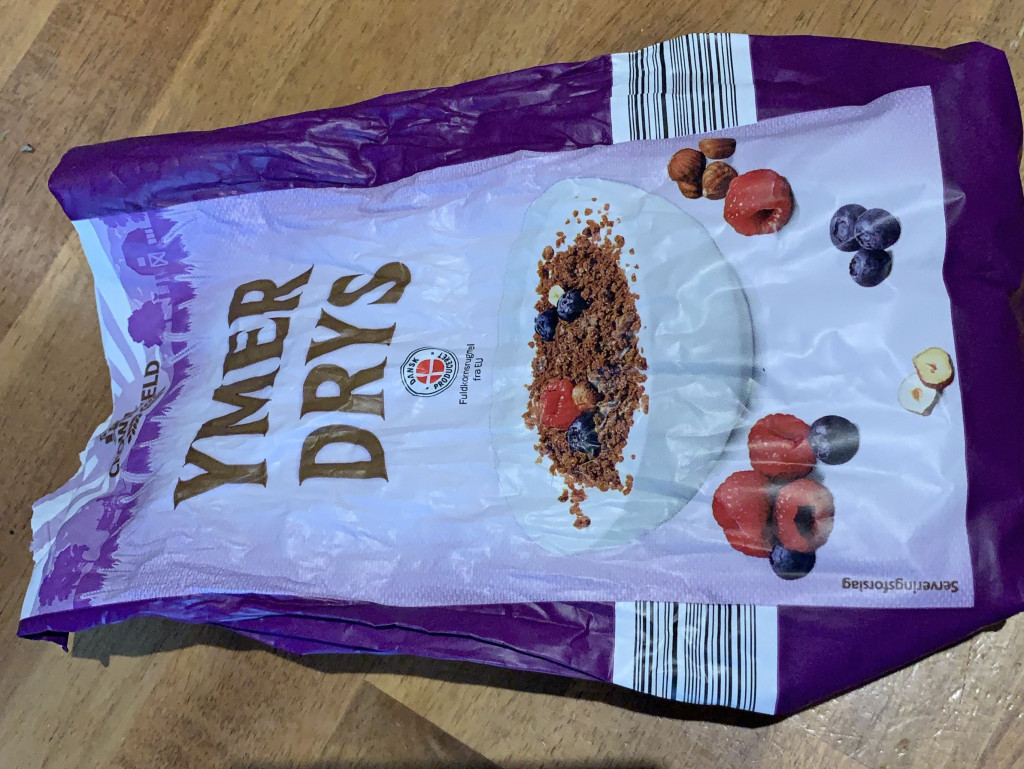 YMER
DRYS
DANSK
PRODUCERET
Fuldkornsrugmel
fra EU
Serveringsforslag